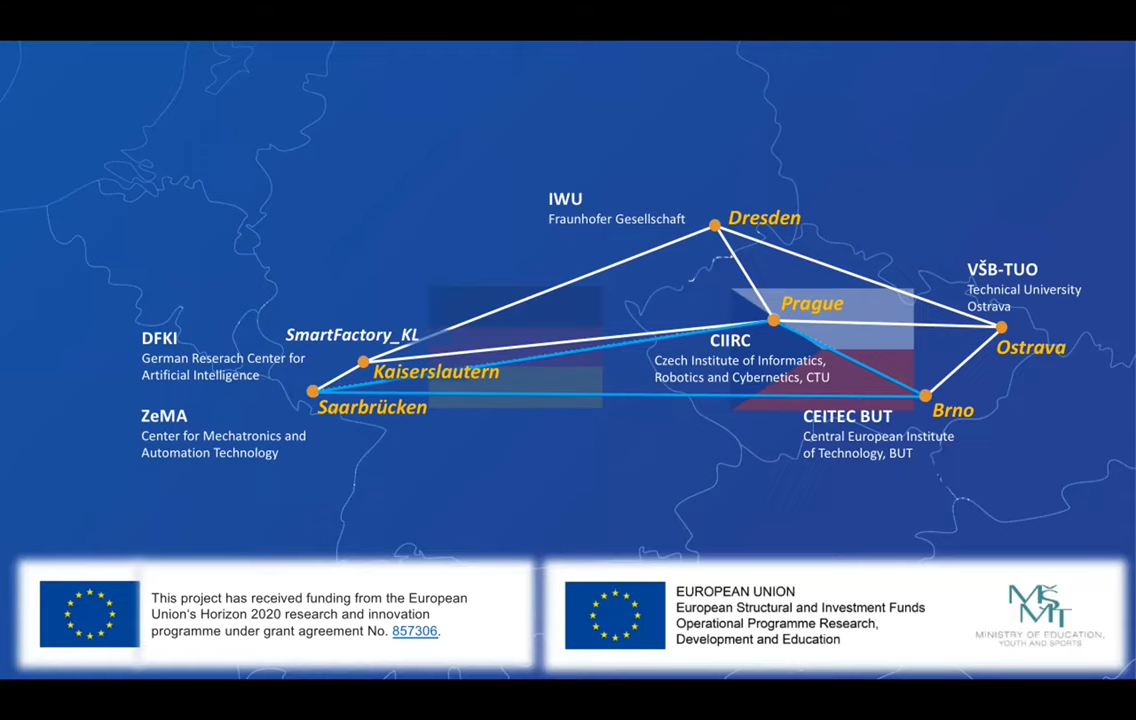 IWU
Fraunhofer Gesellschaft
Dresden
VŠB-TUO
Technical University
Ostrava
Prague
SmartFactory_KL
DFKI
German Reserach Center for
Artificial Intelligence
Kaiserslautern
CIIRC
Czech Institute of Informatics,
Robotics and Cybernetics, CTU
Ostrava
Saarbrücken
Brno
ZeMA
Center for Mechatronics and
Automation Technology
CEITEC BUT
Central European Institute
of Technology, BUT
This project has received funding from the European
Union's Horizon 2020 research and innovation
programme under grant agreement No. 857306.
EUROPEAN UNION
European Structural and Investment Funds
Operational Programme Research,
Development and Education
MŠMT
MINISTRY OF EDUCATION,
YOUTH AND SPORTS